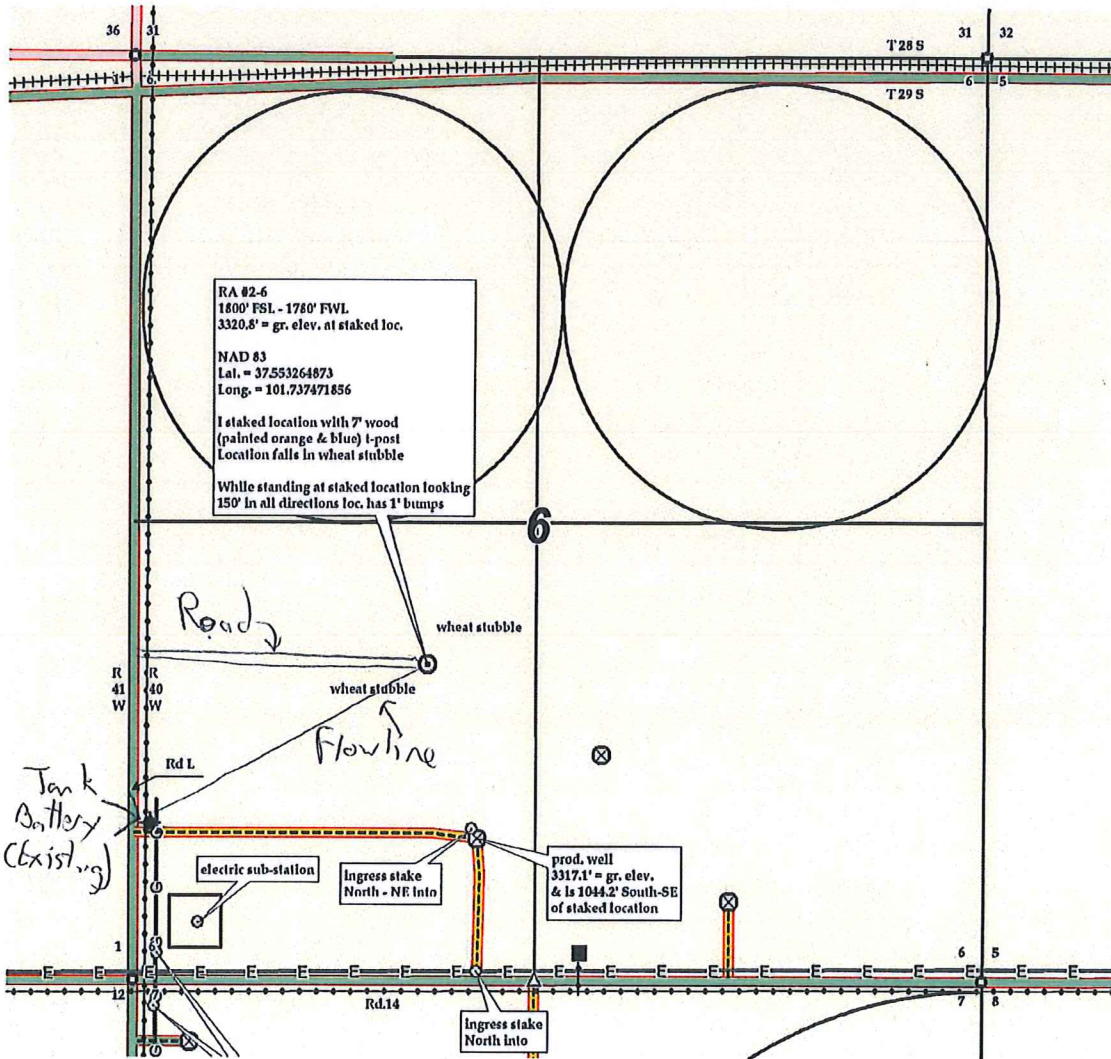 36 31
31 32
T 28 S
1 6
6 5
T 29 S
RA #2-6
1800' FSL - 1780' FWL
3320.8' = gr. elev. at staked loc.
NAD 83
Lat. = 37.553264873
Long. = 101.737471856
I staked location with 7' wood
(painted orange & blue) t-post
Location falls in wheat stubble
While standing at staked location looking
150' in all directions loc. has 1' bumps
6
Road
wheat stubble
R R
41 40
W W
wheat stubble
Flowline
Rd L
Tank
Battery
(Existing)
electric sub-station
Ingress stake
North - NE into
prod. well
3317.1' = gr. elev.
& is 1044.2' South-SE
of staked location
G
G
1
6 5
E E E E E E E E E E E E E E E E E E E E
12
7 8
Rd.14
G
Ingress stake
North into